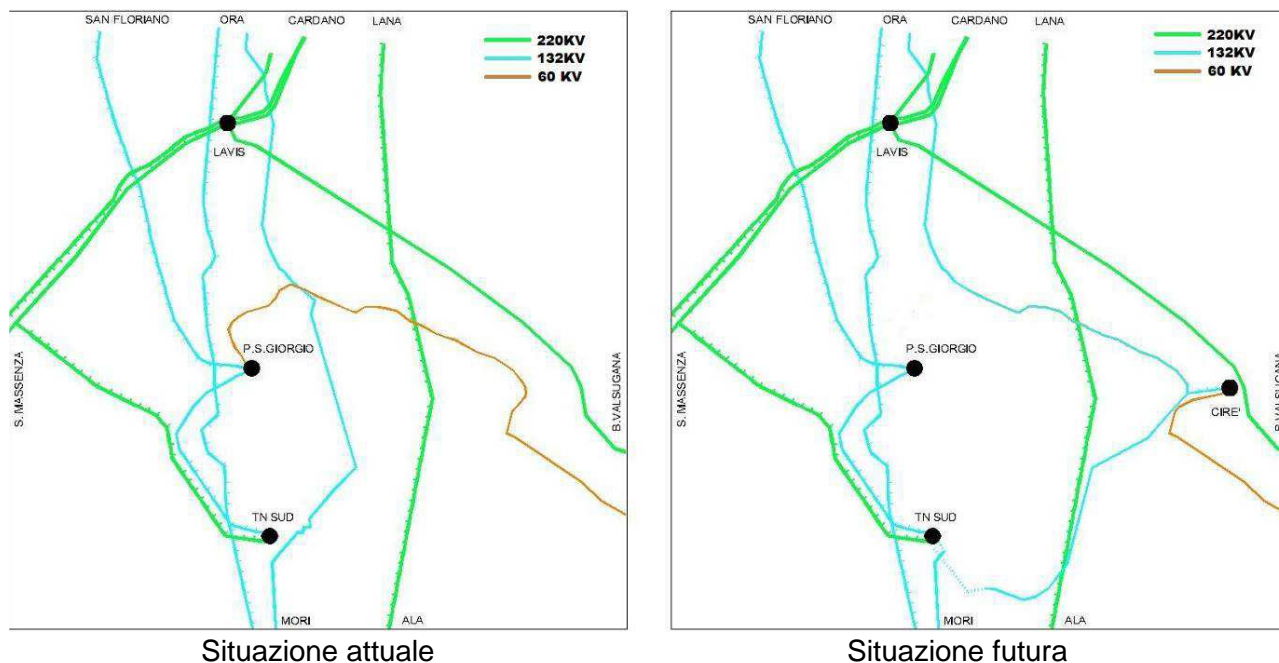 SAN FLORIANO ORA CARDANO LANA
220KV
132KV
60 KV
LAVIS
P.S.GIORGIO
S. MASSENZA
B.VALSUGANA
TN SUD
MORI ALA
Situazione attuale
SAN FLORIANO ORA CARDANO LANA
220KV
132KV
60 KV
LAVIS
P.S.GIORGIO
S. MASSENZA
B.VALSUGANA
CIRE'
TN SUD
MORI ALA
Situazione futura